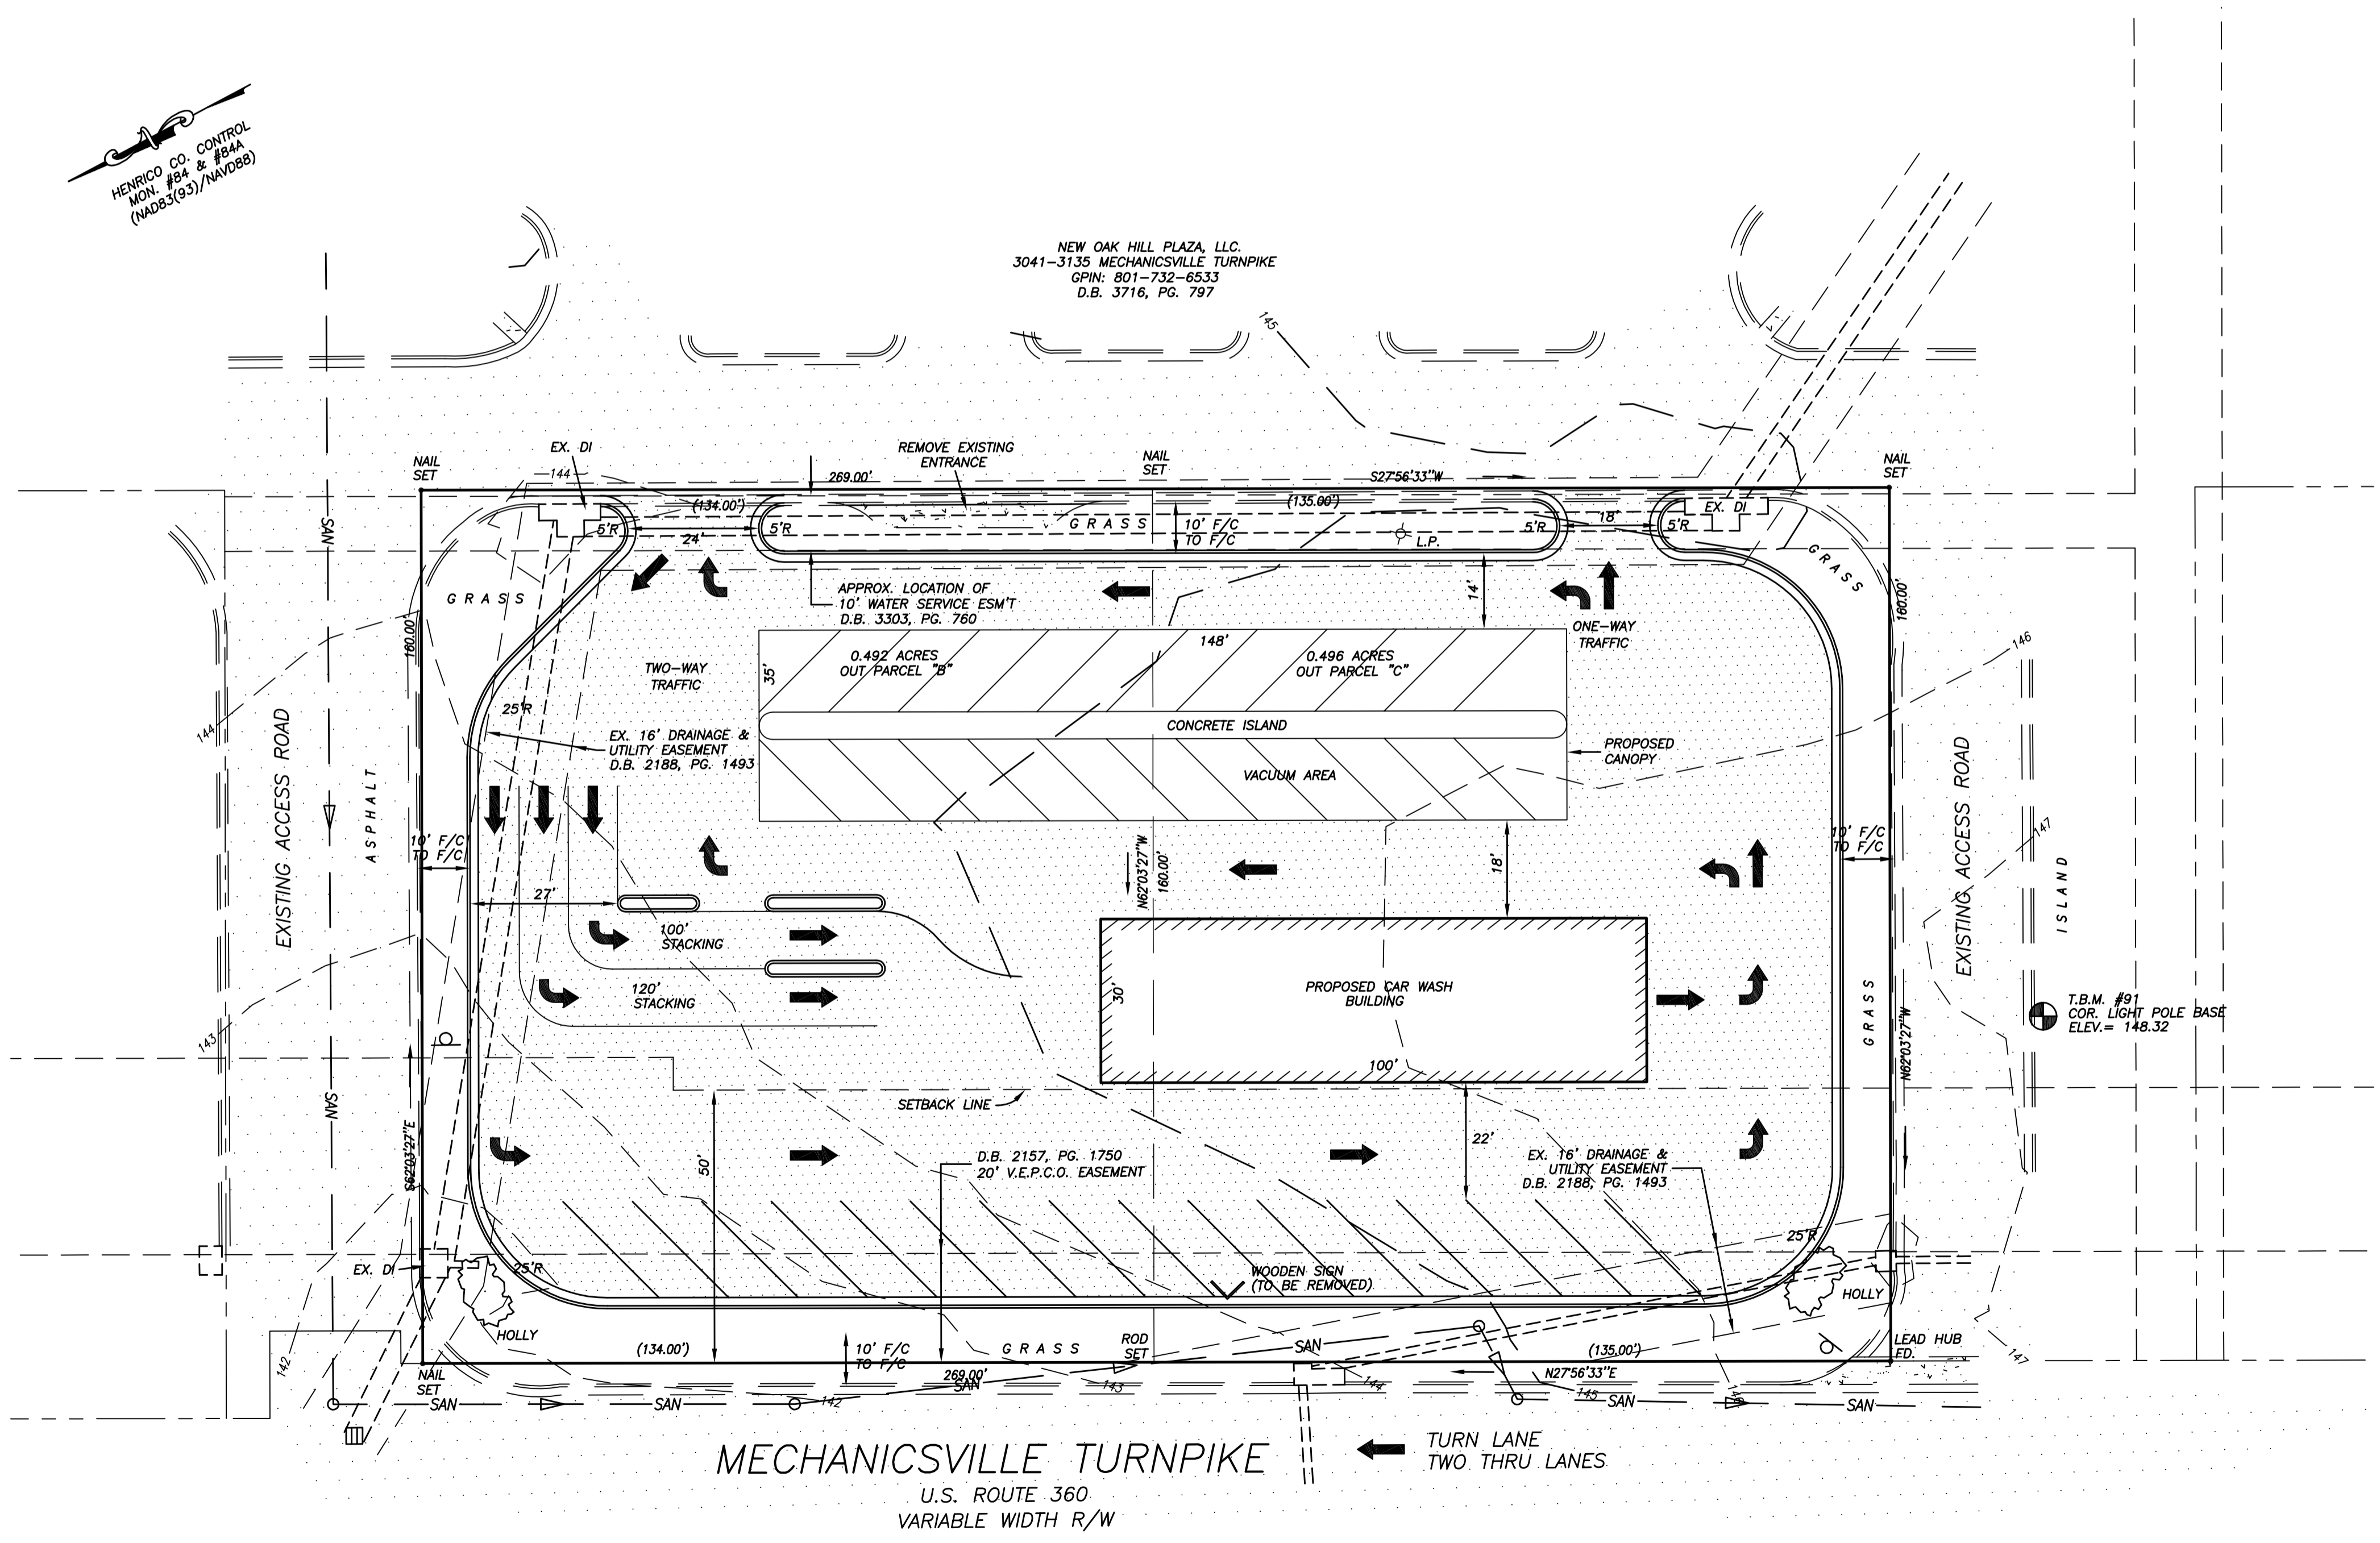 HENRICO CO. CONTROL
MON. #84 & #84A
(NAD83(93)/NAVD88)
NEW OAK HILL PLAZA, LLC.
3041-3135 MECHANICSVILLE TURNPIKE
GPIN: 801-732-6533
D.B. 3716, PG. 797
145
SAN
NAIL
SET
EX. DI
144
REMOVE EXISTING
ENTRANCE
269.00'
NAIL
SET
S27°56'33"W
NAIL
SET
(134.00')
(135.00')
5'R
24'
5'R
GRASS
10' F/C
TO F/C
L.P.
5'R
18'
5'R
EX. DI
GRASS
GRASS
APPROX. LOCATION OF
10' WATER SERVICE ESM'T
D.B. 3303, PG. 760
14'
160.00'
160.00'
ONE-WAY
TRAFFIC
TWO-WAY
TRAFFIC
35'
0.492 ACRES
OUT PARCEL "B"
148'
0.496 ACRES
OUT PARCEL "C"
146
144
25'R
CONCRETE ISLAND
EX. 16' DRAINAGE &
UTILITY EASEMENT
D.B. 2188, PG. 1493
VACUUM AREA
PROPOSED
CANOPY
EXISTING ACCESS ROAD
ASPHALT
10' F/C
TO F/C
10' F/C
TO F/C
147
EXISTING ACCESS ROAD
ISLAND
27'
N62°03'27"W
160.00'
18'
100'
STACKING
120'
STACKING
30'
PROPOSED CAR WASH
BUILDING
100'
GRASS
T.B.M. #91
COR. LIGHT POLE BASE
ELEV.= 148.32
143
SAN
N62°03'27"W
SETBACK LINE
S62°03'27"E
50'
22'
D.B. 2157, PG. 1750
20' V.E.P.C.O. EASEMENT
EX. 16' DRAINAGE &
UTILITY EASEMENT
D.B. 2188, PG. 1493
25'R
EX. DI
25'R
WOODEN SIGN
(TO BE REMOVED)
HOLLY
HOLLY
(134.00')
10' F/C
TO F/C
GRASS
ROD
SET
SAN
(135.00')
LEAD HUB
FD.
147
142
NAIL
SET
269.00'
SAN
143
144
N27°56'33"E
SAN
SAN
142
145
SAN
SAN
MECHANICSVILLE TURNPIKE
U.S. ROUTE 360
VARIABLE WIDTH R/W
TURN LANE
TWO THRU LANES